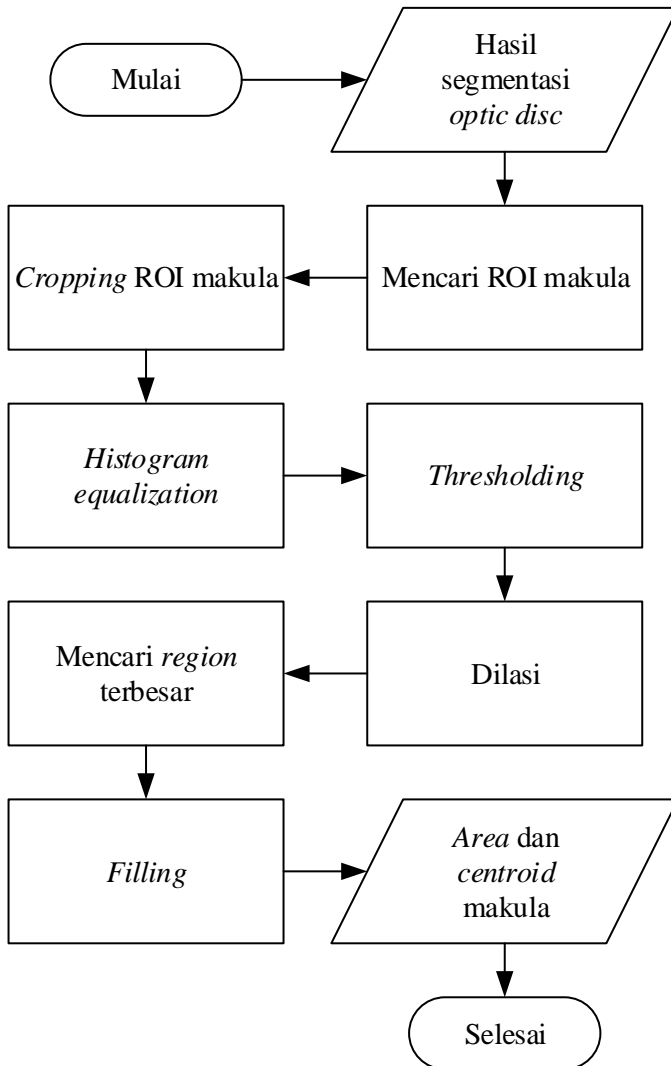 Mulai
Hasil
segmentasi
optic disc
Mencari ROI makula
Cropping ROI makula
Histogram
equalization
Thresholding
Dilasi
Mencari region
terbesar
Filling
Area dan
centroid
makula
Selesai